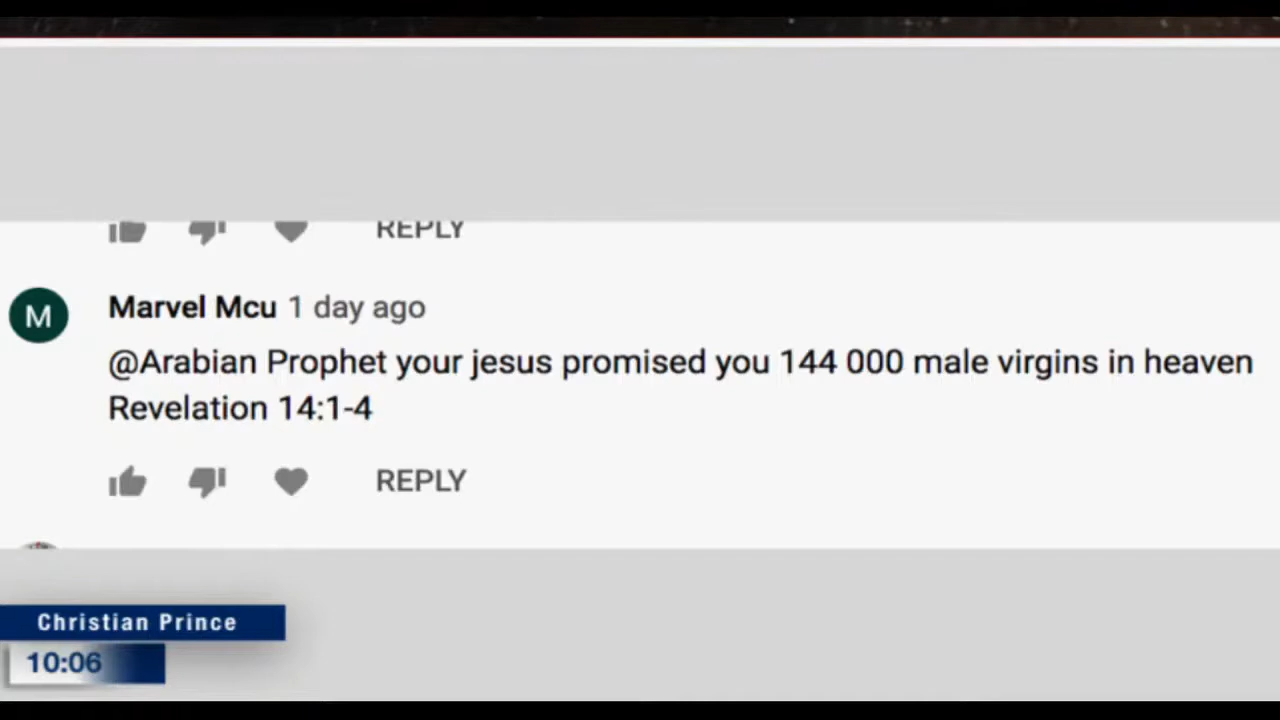 REPLY
Marvel Mcu 1 day ago
M
@Arabian Prophet your jesus promised you 144 000 male virgins in heaven
Revelation 14:1-4
REPLY
Christian Prince
10:06